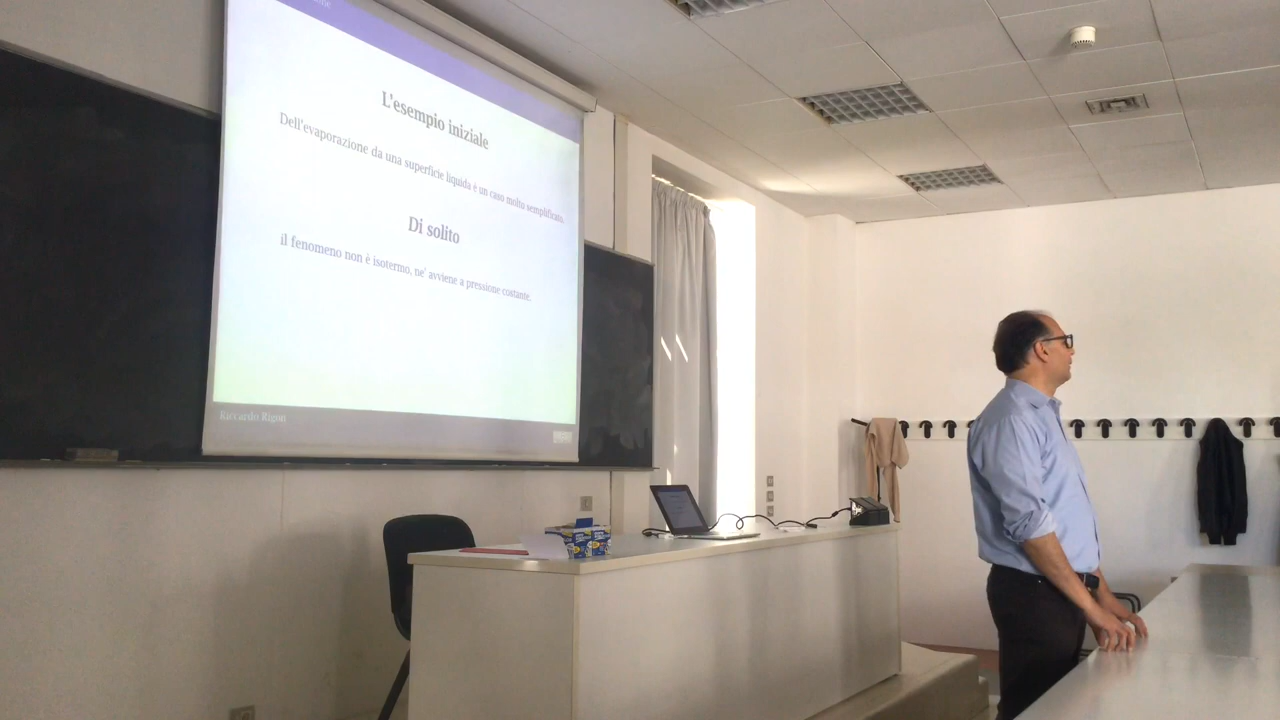 L'esempio iniziale
Dell'evaporazione da una superficie liquida è un caso molto semplificato.
Di solito
il fenomeno non è isotermo, ne' avviene a pressione costante.
Riccardo Rigon